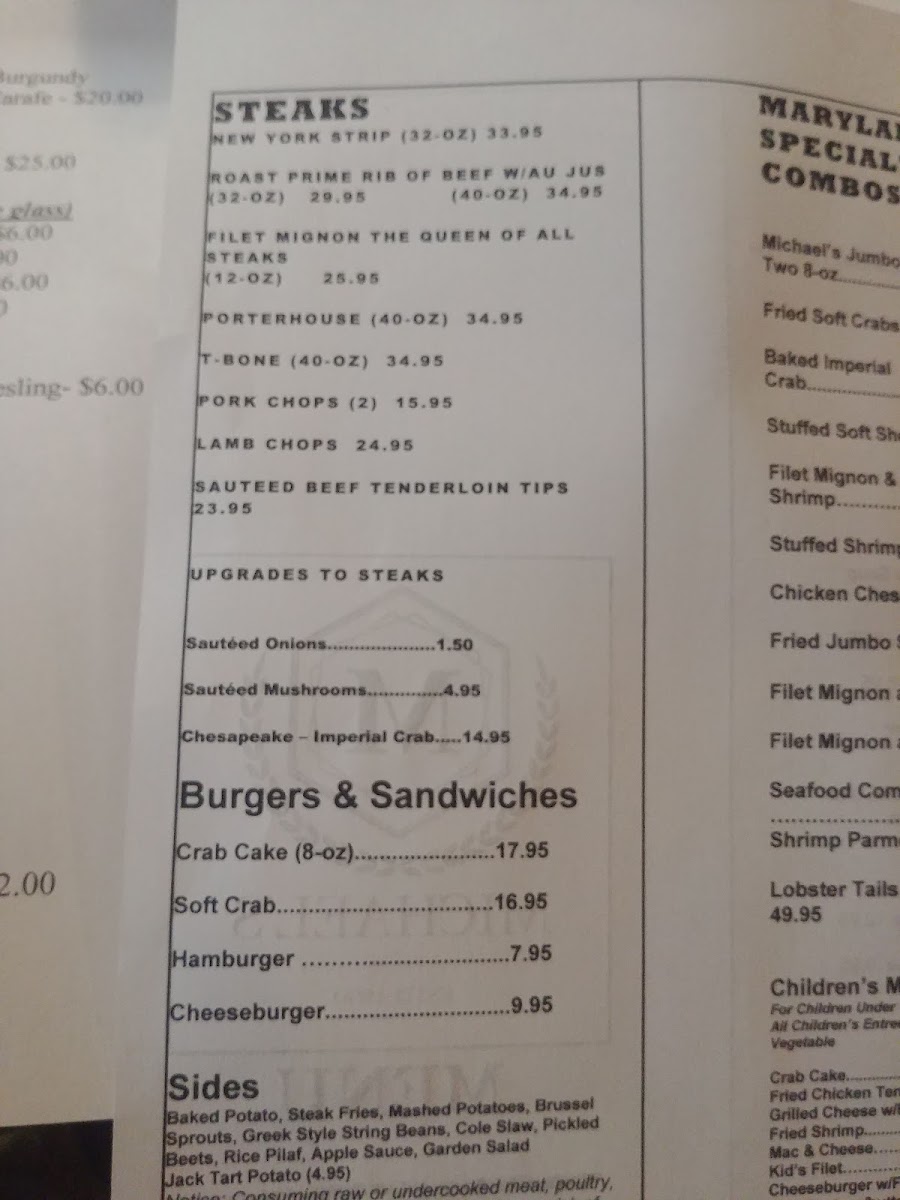 Burgundy
Carafe - $20.00
$25.00
glass)
$6.00
6.00
esling- $6.00
2.00
STEAKS
NEW YORK STRIP (32-OZ) 33.95
ROAST PRIME RIB OF BEEF W/AU JUS
(32-OZ) 29.95 (40-OZ) 34.95
FILET MIGNON THE QUEEN OF ALL
STEAKS
(12-OZ) 25.95
PORTERHOUSE (40-OZ) 34.95
T-BONE (40-OZ) 34.95
PORK CHOPS (2) 15.95
LAMB CHOPS 24.95
SAUTEED BEEF TENDERLOIN TIPS
23.95
UPGRADES TO STEAKS
Sautéed Onions.....................1.50
Sautéed Mushrooms..............4.95
Chesapeake – Imperial Crab.....14.95
Burgers & Sandwiches
Crab Cake (8-oz).......................17.95
Soft Crab....................................16.95
Hamburger ..................................7.95
Cheeseburger..............................9.95
Sides
Baked Potato, Steak Fries, Mashed Potatoes, Brussel
Sprouts, Greek Style String Beans, Cole Slaw, Pickled
Beets, Rice Pilaf, Apple Sauce, Garden Salad
Jack Tart Potato (4.95)
Notice: Consuming raw or undercooked meat, poultry,
MARYLA
SPECIAL
COMBOS
Michael's Jumbo
Two 8-oz............
Fried Soft Crabs
Baked Imperial
Crab.................
Stuffed Soft She
Filet Mignon &
Shrimp............
Stuffed Shrimp
Chicken Ches
Fried Jumbo S
Filet Mignon a
Filet Mignon a
Seafood Com
....................
Shrimp Parm
Lobster Tails
49.95
Children's M
For Children Under
All Children's Entre
Vegetable
Crab Cake..........
Fried Chicken Ten
Grilled Cheese w/
Fried Shrimp........
Mac & Cheese.....
Kid's Filet............
Cheeseburger w/F